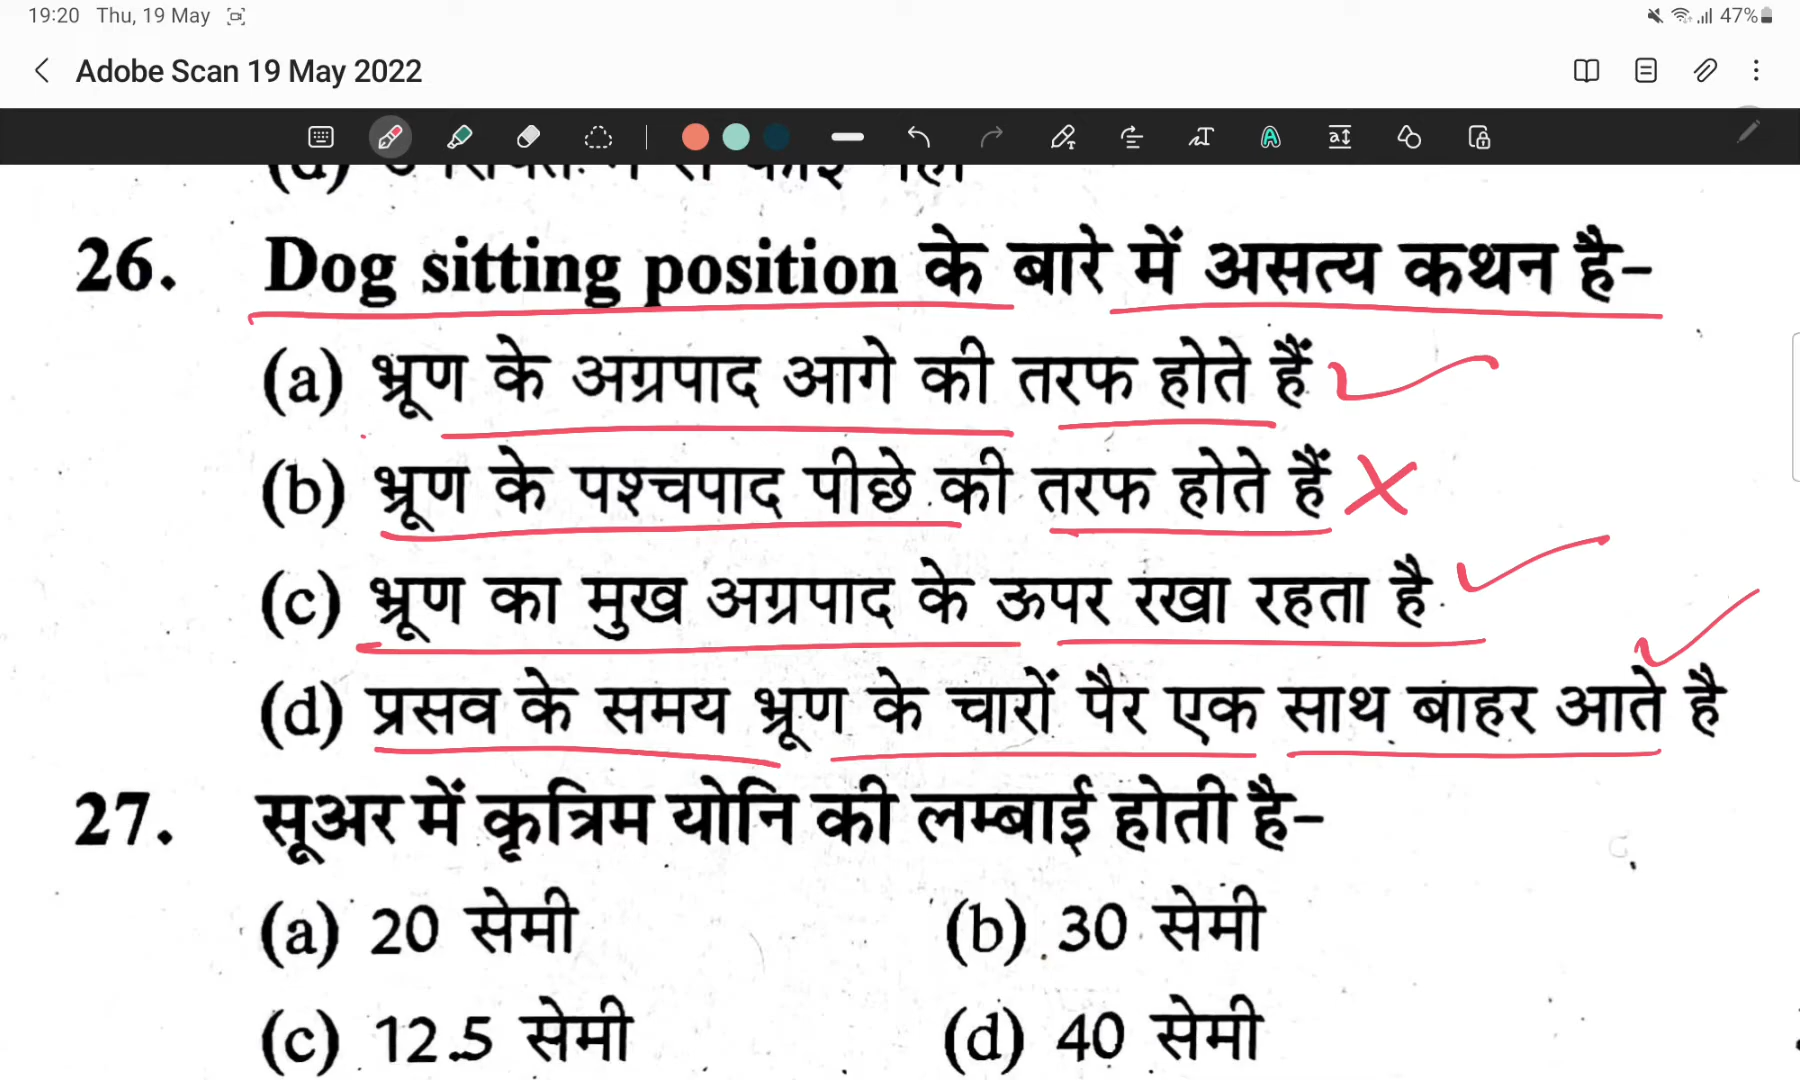 19:20 Thu, 19 May
47%
Adobe Scan 19 May 2022
26. Dog sitting position के बारे में असत्य कथन है-
(a) भ्रूण के अग्रपाद आगे की तरफ होते हैं
(b) भ्रूण के पश्चपाद पीछे की तरफ होते हैं
(c) भ्रूण का मुख अग्रपाद के ऊपर रखा रहता है
(d) प्रसव के समय भ्रूण के चारों पैर एक साथ बाहर आते है
27. सूअर में कृत्रिम योनि की लम्बाई होती है-
(a) 20 सेमी (b) 30 सेमी
(c) 12.5 सेमी (d) 40 सेमी